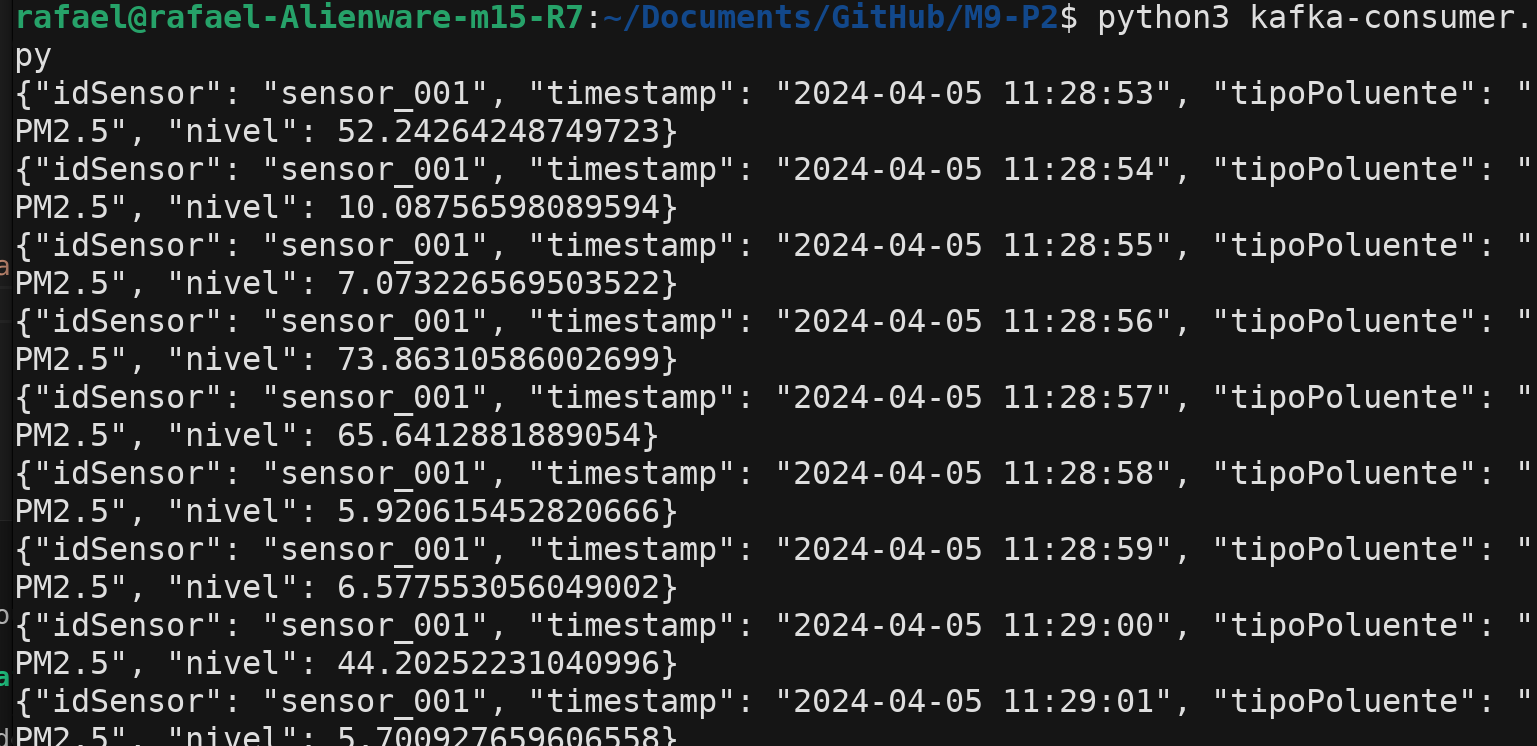 rafael@rafael-Alienware-m15-R7:~/Documents/GitHub/M9-P2$ python3 kafka-consumer.
py
{"idSensor": "sensor_001", "timestamp": "2024-04-05 11:28:53", "tipoPoluente": "
PM2.5", "nivel": 52.24264248749723}
{"idSensor": "sensor_001", "timestamp": "2024-04-05 11:28:54", "tipoPoluente": "
PM2.5", "nivel": 10.08756598089594}
{"idSensor": "sensor_001", "timestamp": "2024-04-05 11:28:55", "tipoPoluente": "
PM2.5", "nivel": 7.073226569503522}
{"idSensor": "sensor_001", "timestamp": "2024-04-05 11:28:56", "tipoPoluente": "
PM2.5", "nivel": 73.86310586002699}
{"idSensor": "sensor_001", "timestamp": "2024-04-05 11:28:57", "tipoPoluente": "
PM2.5", "nivel": 65.6412881889054}
{"idSensor": "sensor_001", "timestamp": "2024-04-05 11:28:58", "tipoPoluente": "
PM2.5", "nivel": 5.920615452820666}
{"idSensor": "sensor_001", "timestamp": "2024-04-05 11:28:59", "tipoPoluente": "
PM2.5", "nivel": 6.577553056049002}
{"idSensor": "sensor_001", "timestamp": "2024-04-05 11:29:00", "tipoPoluente": "
PM2.5", "nivel": 44.20252231040996}
{"idSensor": "sensor_001", "timestamp": "2024-04-05 11:29:01", "tipoPoluente": "
PM2.5", "nivel": 5.700927659606558}